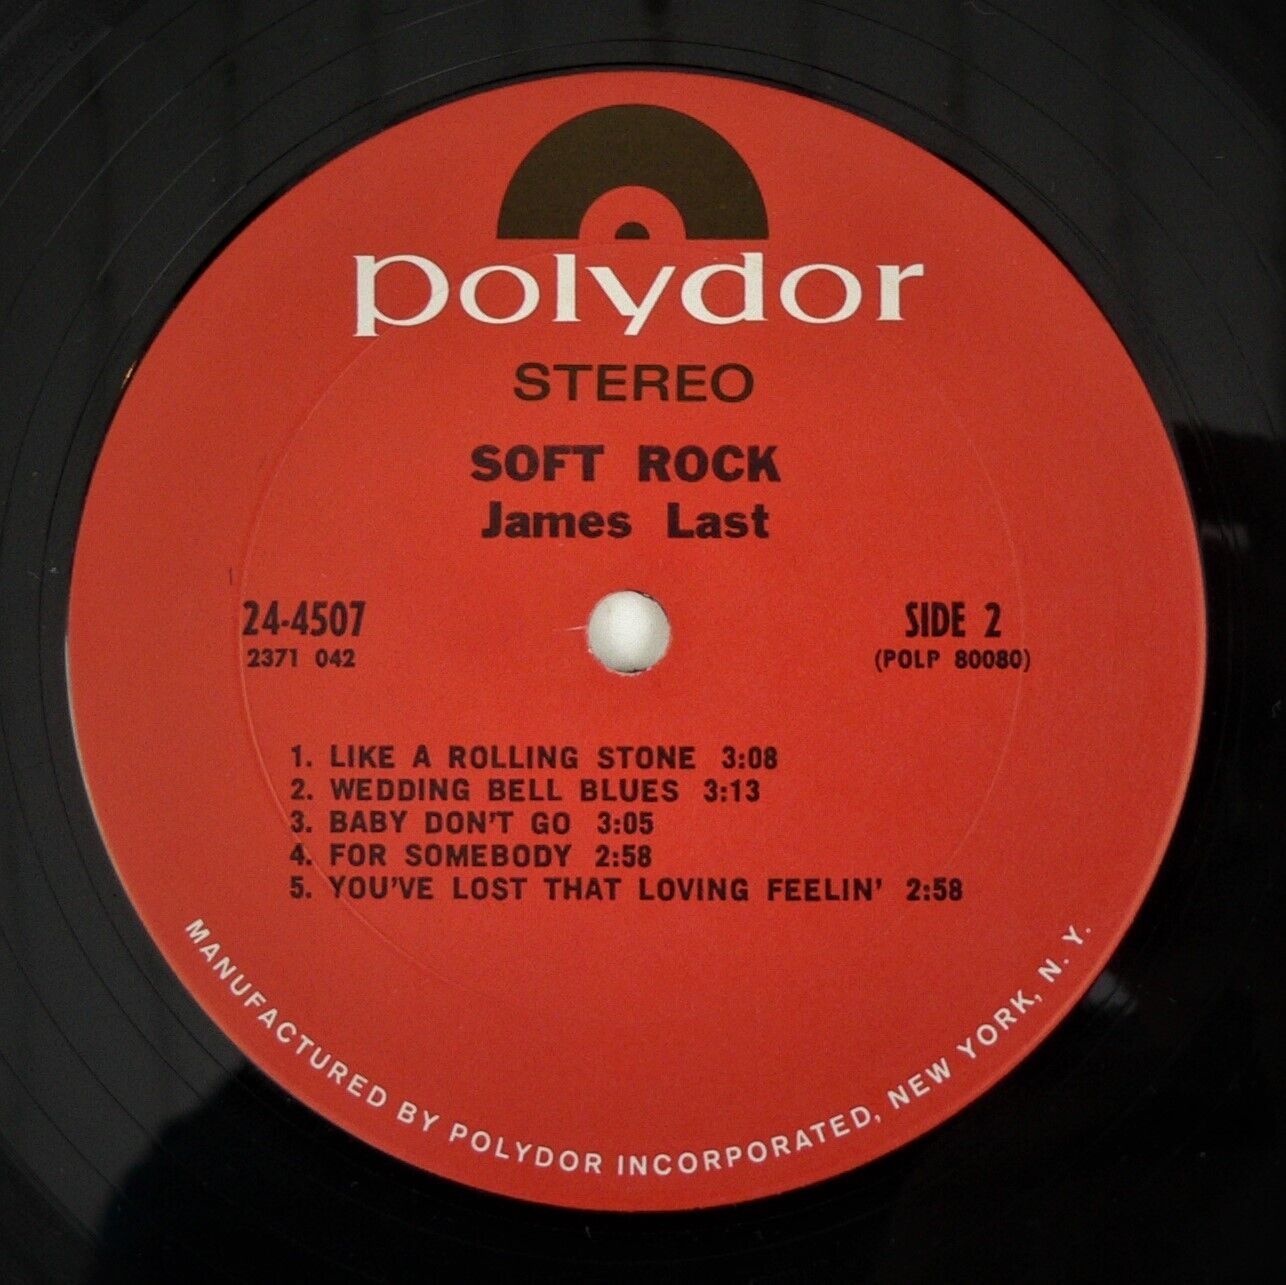 polydor
STEREO
SOFT ROCK
James Last
24-4507
2371 042
SIDE 2
(POLP 80080)
1. LIKE A ROLLING STONE 3:08
2. WEDDING BELL BLUES 3:13
3. BABY DON'T GO 3:05
4. FOR SOMEBODY 2:58
5. YOU'VE LOST THAT LOVING FEELIN' 2:58
MANUFACTURED BY POLYDOR INCORPORATED, NEW YORK, N. Y.